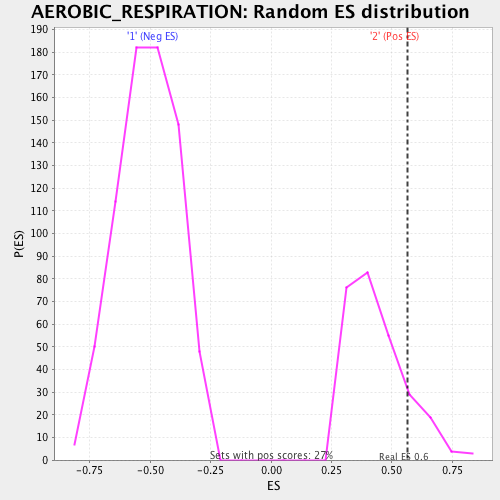 AEROBIC_RESPIRATION: Random ES distribution
'1' (Neg ES)
'2' (Pos ES)
190
180
170
160
150
140
130
120
110
100
90
80
70
60
50
40
30
20
10
0
P(ES)
Sets with pos scores: 27%
Real ES 0.6
-0.75 -0.50 -0.25 0.00 0.25 0.50 0.75
ES